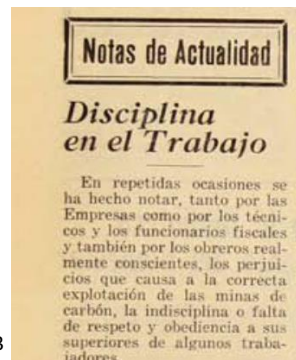 Notas de Actualidad
Disciplina
en el Trabajo
En repetidas ocasiones se
ha hecho notar, tanto por las
Empresas como por los técni-
cos y los funcionarios fiscales
y también por los obreros real-
mente conscientes, los perjui-
cios que causa a la correcta
explotación de las minas de
carbón, la indisciplina o falta
de respeto y obediencia a sus
superiores de algunos traba-
jadores